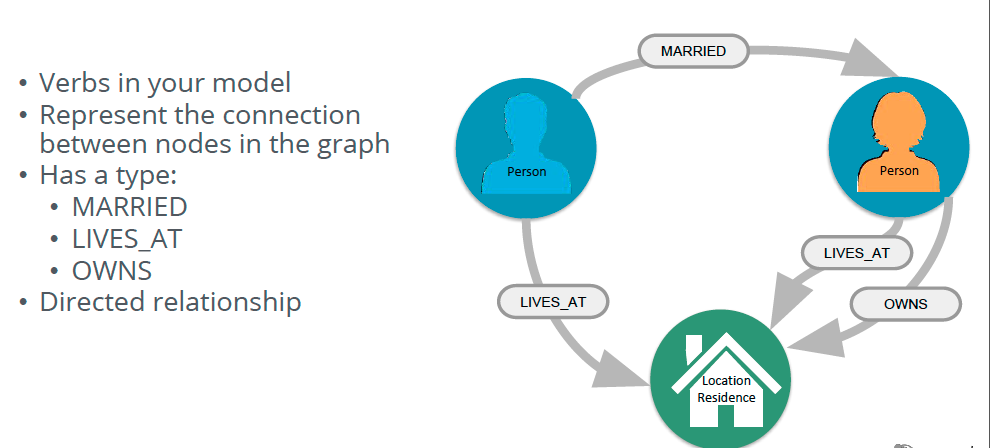 • Verbs in your model
• Represent the connection
between nodes in the graph
• Has a type:
• MARRIED
• LIVES_AT
• OWNS
• Directed relationship
MARRIED
Person
Person
LIVES_AT
LIVES_AT
OWNS
Location
Residence